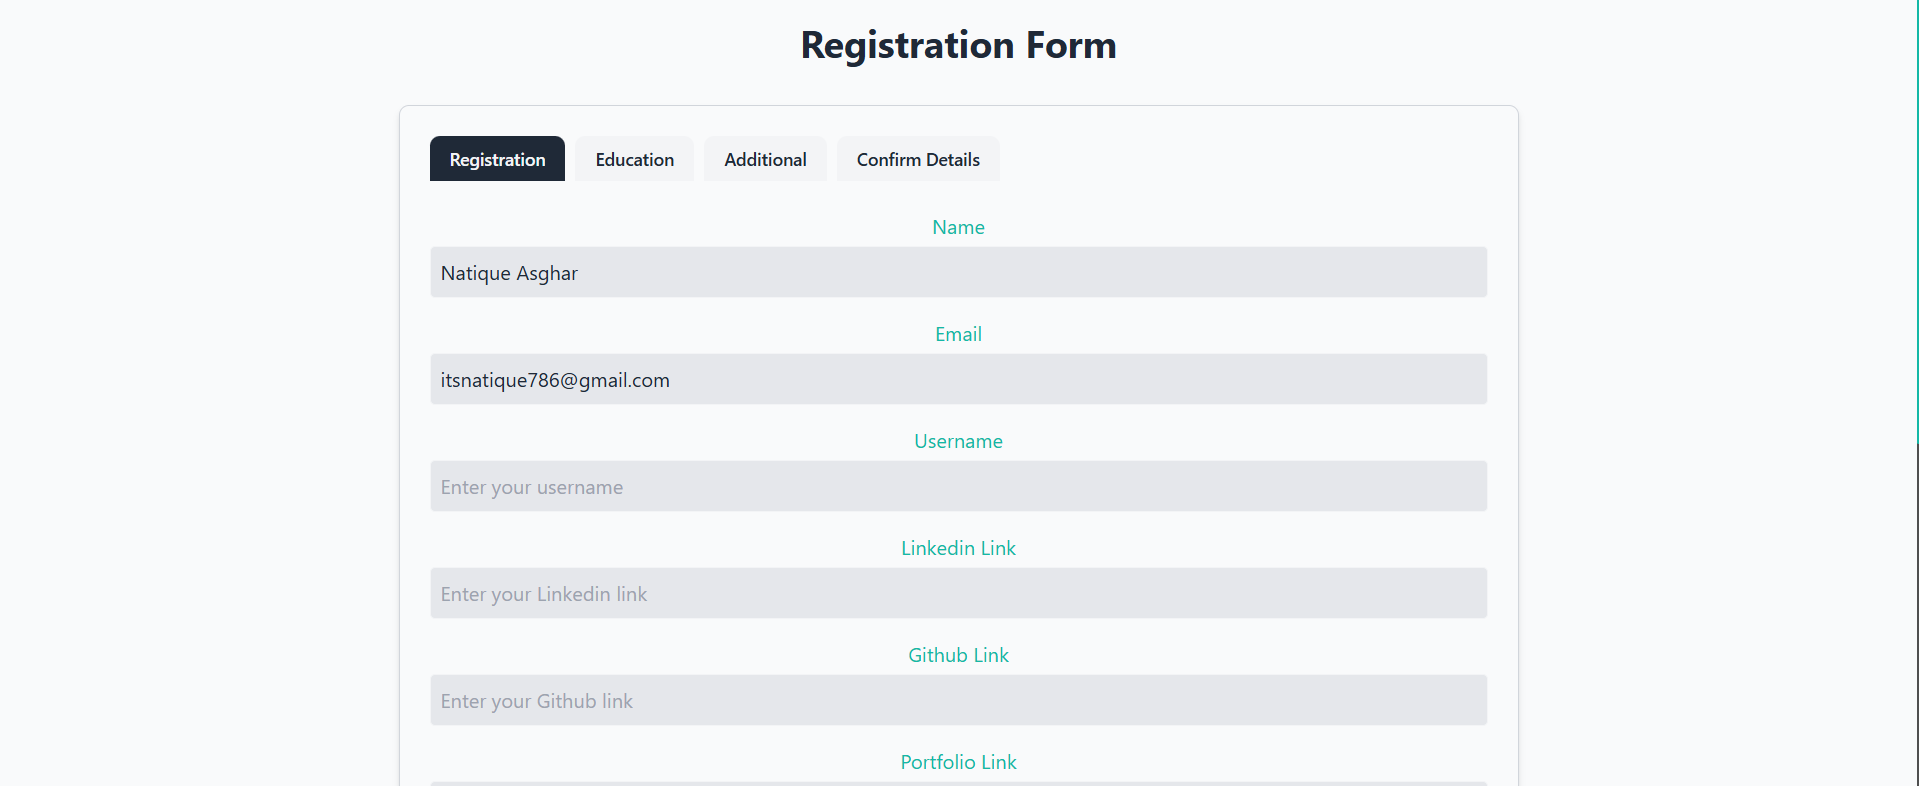 Registration Form
Registration Education Additional Confirm Details
Name
Natique Asghar
Email
itsnatique786@gmail.com
Username
Enter your username
Linkedin Link
Enter your Linkedin link
Github Link
Enter your Github link
Portfolio Link